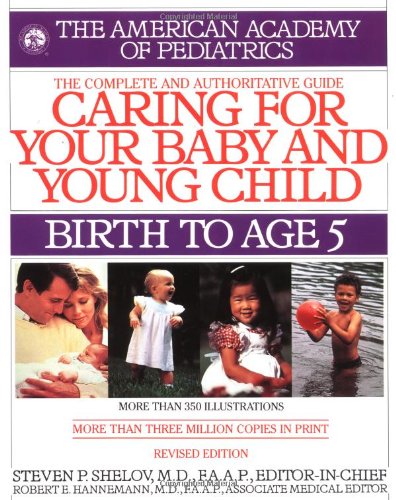 THE AMERICAN ACADEMY
OF PEDIATRICS
THE COMPLETE AND AUTHORITATIVE GUIDE
CARING FOR
YOUR BABY AND
YOUNG CHILD
BIRTH TO AGE 5
MORE THAN 350 ILLUSTRATIONS
MORE THAN THREE MILLION COPIES IN PRINT
REVISED EDITION
STEVEN P. SHELOV, M.D., F.A.A.P., EDITOR-IN-CHIEF
ROBERT E. HANNEMANN, M.D., F.A.A.P., ASSOCIATE MEDICAL EDITOR